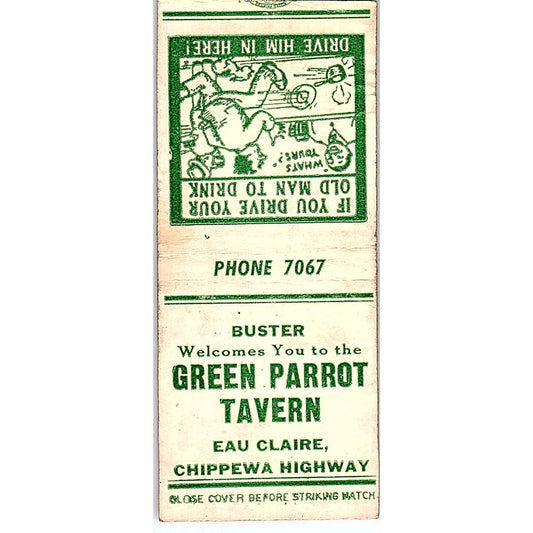 IF YOU DRIVE YOUR
OLD MAN TO DRINK
"WHAT'S
YOURS?"
DRIVE HIM IN HERE!
PHONE 7067
BUSTER
Welcomes You to the
GREEN PARROT
TAVERN
EAU CLAIRE,
CHIPPEWA HIGHWAY
CLOSE COVER BEFORE STRIKING MATCH